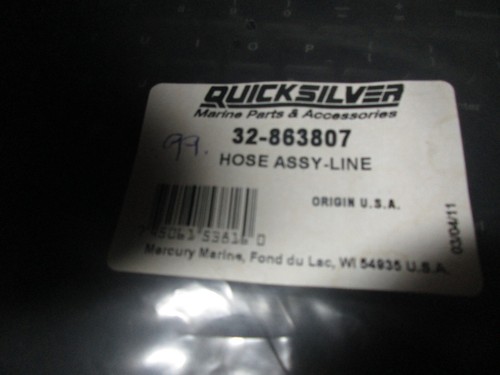 QUICKSILVER
Marine Parts & Accessories
32-863807
99.
HOSE ASSY-LINE
ORIGIN U.S.A.
03/04/11
Mercury Marine, Fond du Lac, WI 54935 U.S.A.
I O P